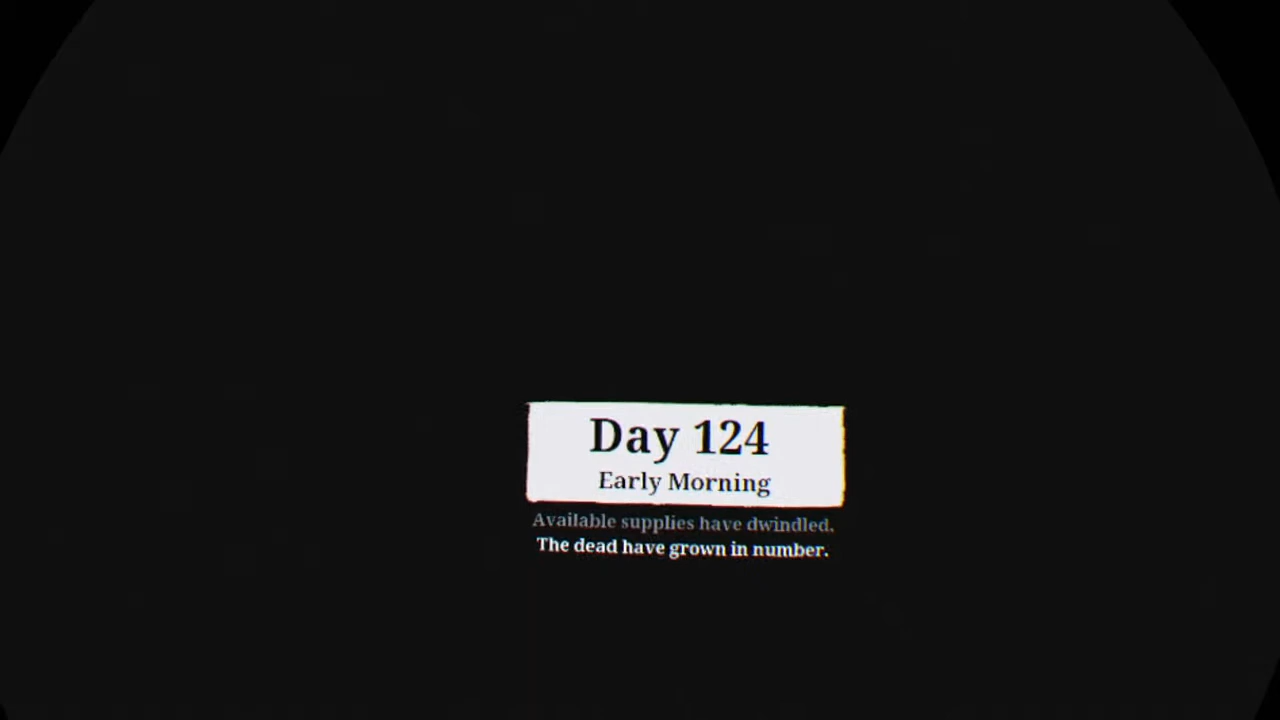 Day 124
Early Morning
Available supplies have dwindled.
The dead have grown in number.